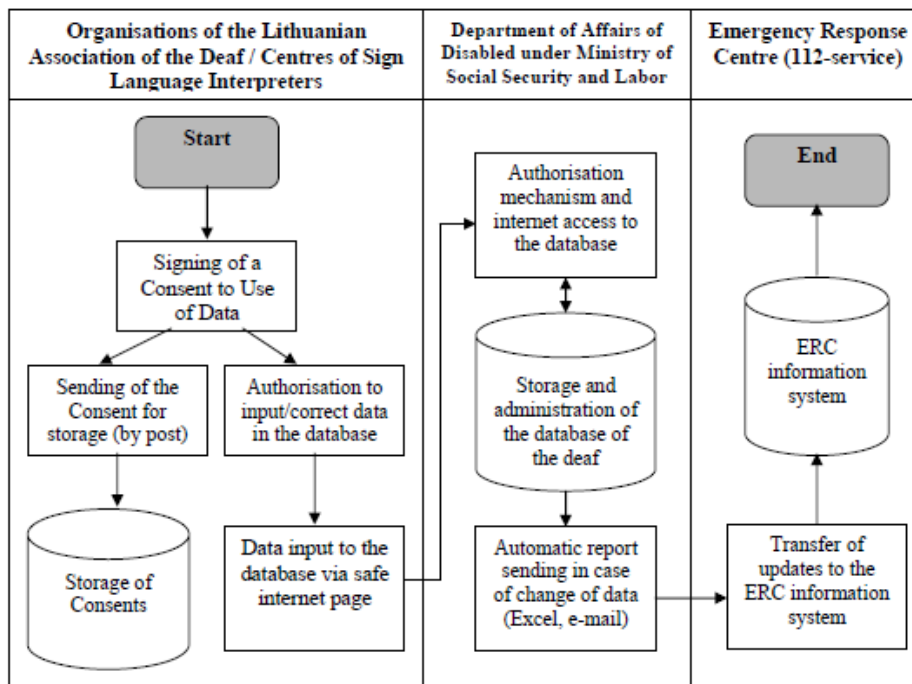 Organisations of the Lithuanian
Association of the Deaf / Centres of Sign
Language Interpreters
Department of Affairs of
Disabled under Ministry of
Social Security and Labor
Emergency Response
Centre (112-service)
Start
Signing of a
Consent to Use
of Data
Sending of the
Consent for
storage (by post)
Authorisation to
input/correct data
in the database
Storage of
Consents
Data input to the
database via safe
internet page
Authorisation
mechanism and
internet access to
the database
Storage and
administration of
the database of
the deaf
Automatic report
sending in case
of change of data
(Excel, e-mail)
Transfer of
updates to the
ERC information
system
ERC
information
system
End